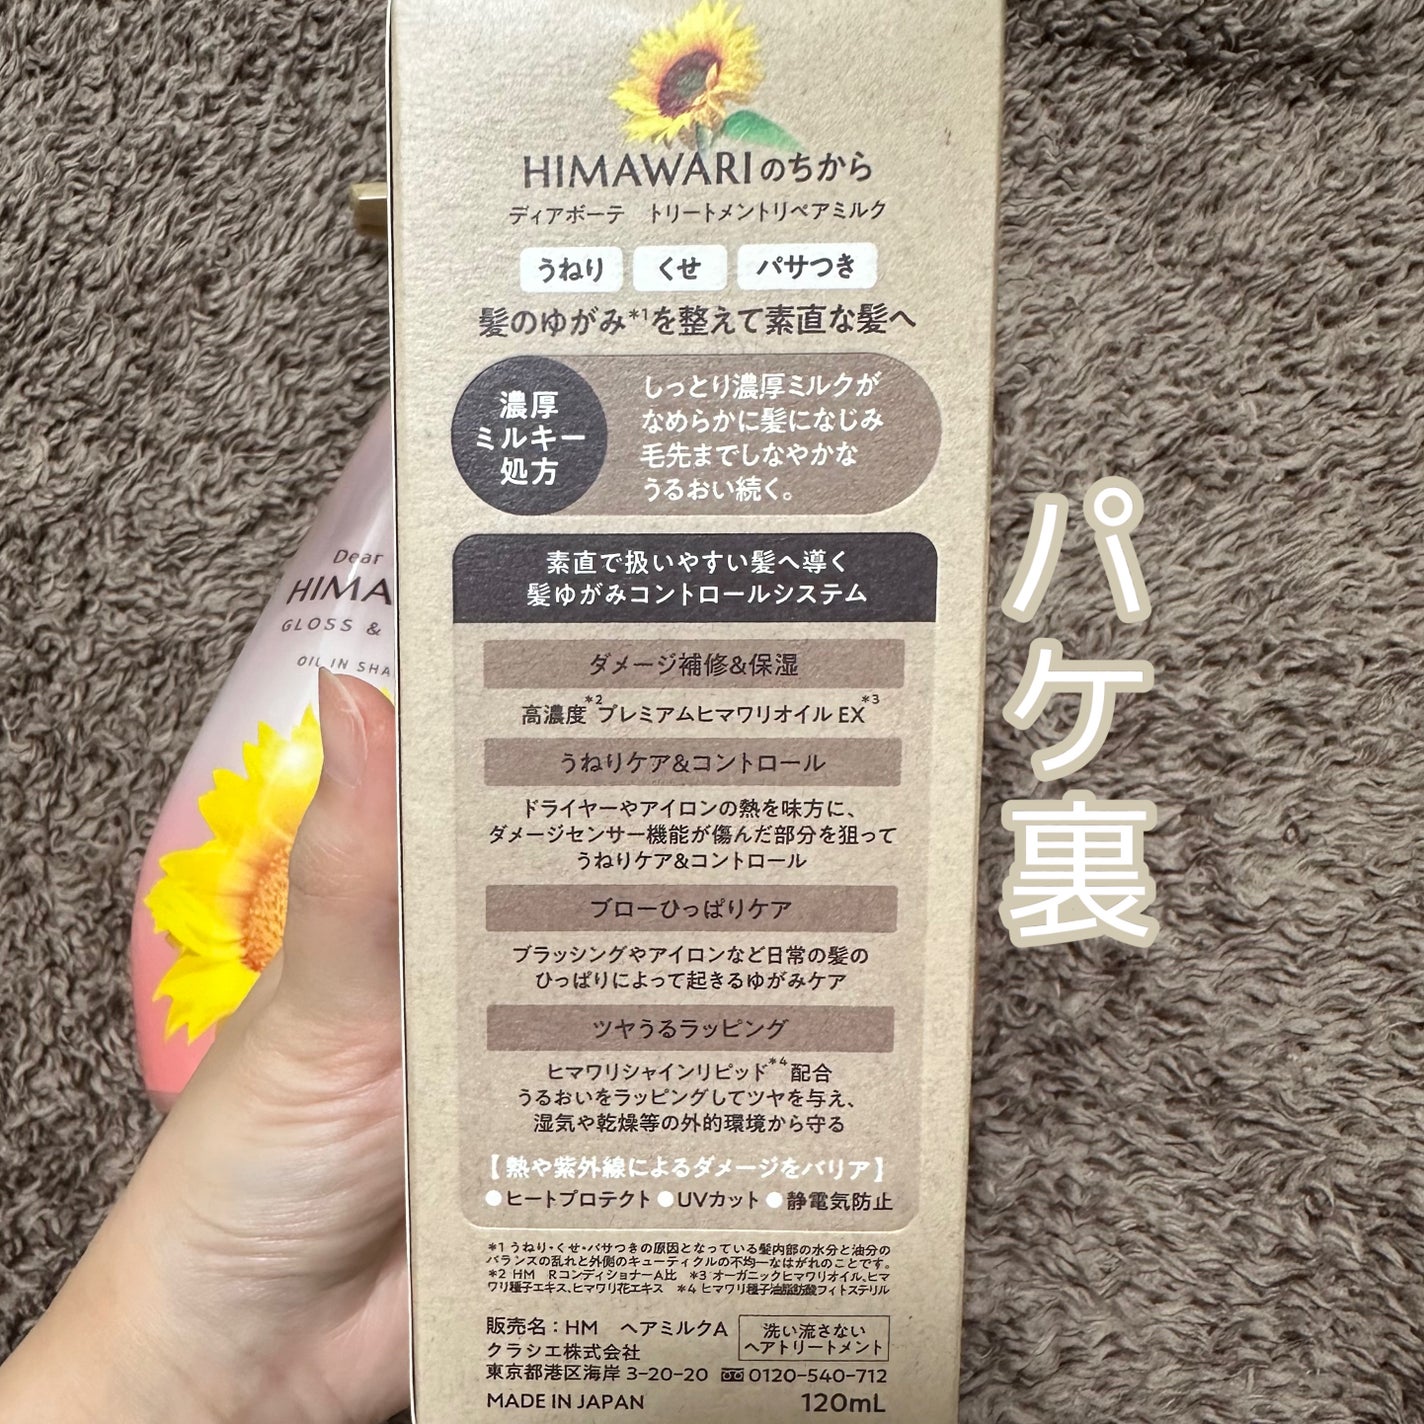 HIMAWARIのちから
ディアボーテ　トリートメントリペアミルク
うねり　くせ　パサつき
髪のゆがみ*1を整えて素直な髪へ
濃厚
ミルキー
処方
しっとり濃厚ミルクが
なめらかに髪になじみ
毛先までしなやかな
うるおい続く。
素直で扱いやすい髪へ導く
髪ゆがみコントロールシステム
ダメージ補修&保湿
高濃度*2プレミアムヒマワリオイル EX*3
うねりケア&コントロール
ドライヤーやアイロンの熱を味方に、
ダメージセンサー機能が傷んだ部分を狙って
うねりケア&コントロール
ブローひっぱりケア
ブラッシングやアイロンなど日常の髪の
ひっぱりによって起きるゆがみケア
ツヤうるラッピング
ヒマワリシャインリピッド*4 配合
うるおいをラッピングしてツヤを与え、
湿気や乾燥等の外的環境から守る
【熱や紫外線によるダメージをバリア】
●ヒートプロテクト ●UVカット ●静電気防止
*1 うねり・くせ・パサつきの原因となっている髪内部の水分と油分の
バランスの乱れと外側のキューティクルの不均一なはがれのことです。
*2 HM　RコンディショナーA比　*3 オーガニックヒマワリオイル、ヒマ
ワリ種子エキス、ヒマワリ花エキス　*4 ヒマワリ種子油脂肪酸フィトステリル
販売名：HM　ヘアミルクA
洗い流さない
ヘアトリートメント
クラシエ株式会社
東京都港区海岸 3-20-20　0120-540-712
MADE IN JAPAN　120mL
Dear
HIMA
GLOSS &
OIL IN SHA
パケ裏